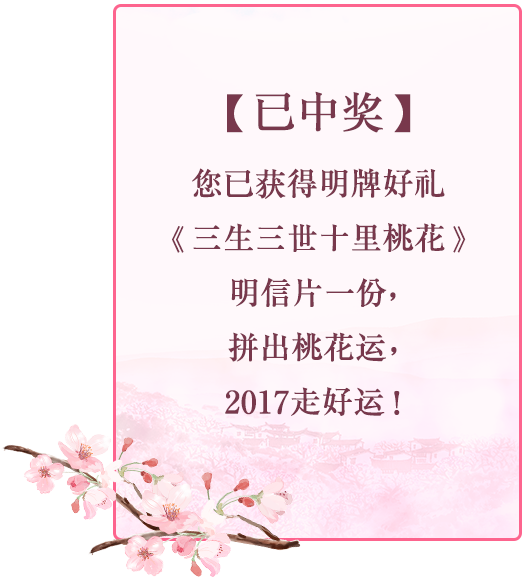 【已中奖】
您已获得明牌好礼
《三生三世十里桃花》
明信片一份，
拼出桃花运，
2017走好运！